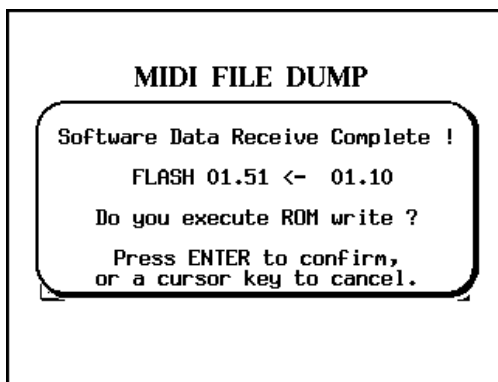 MIDI FILE DUMP
Software Data Receive Complete !
FLASH 01.51 <- 01.10
Do you execute ROM write ?
Press ENTER to confirm,
or a cursor key to cancel.